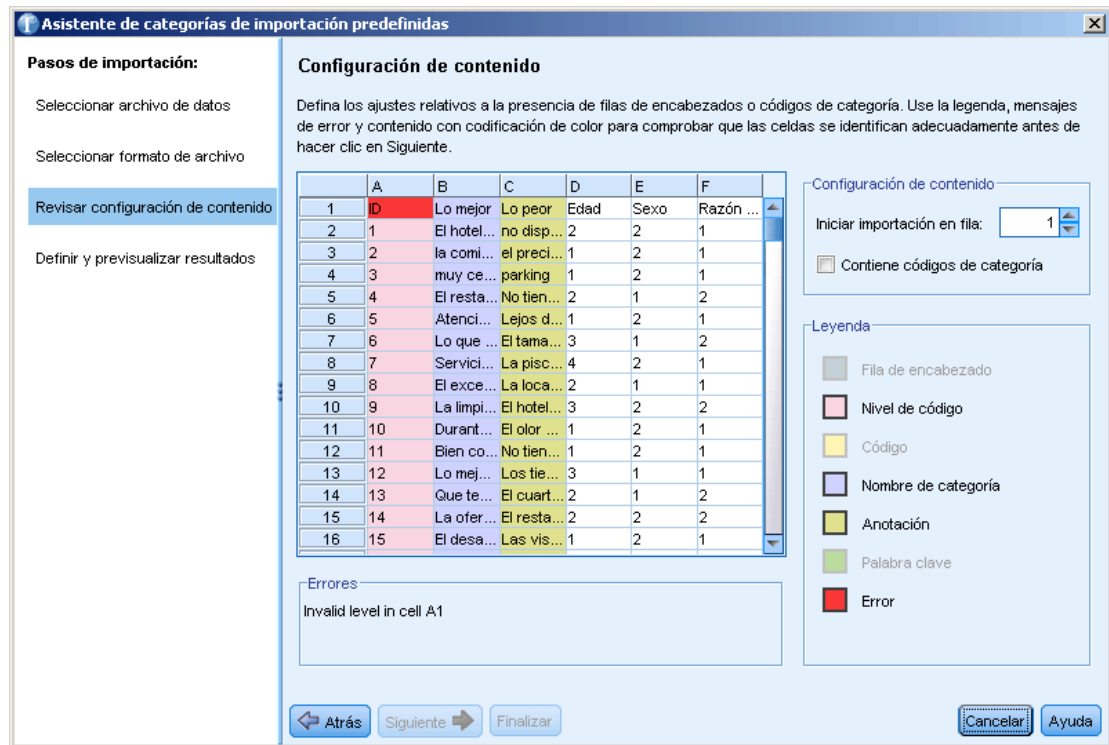 Asistente de categorías de importación predefinidas
Pasos de importación:
Seleccionar archivo de datos
Seleccionar formato de archivo
Revisar configuración de contenido
Definir y previsualizar resultados
Configuración de contenido
Defina los ajustes relativos a la presencia de filas de encabezados o códigos de categoría. Use la legenda, mensajes
de error y contenido con codificación de color para comprobar que las celdas se identifican adecuadamente antes de
hacer clic en Siguiente.
A B C D E F
1 ID Lo mejor Lo peor Edad Sexo Razón ...
2 1 El hotel... no disp... 2 2 1
3 2 la comi... el preci... 1 2 1
4 3 muy ce... parking 1 2 1
5 4 El resta... No tien... 2 1 2
6 5 Atenci... Lejos d... 1 2 1
7 6 Lo que ... El tama... 3 1 2
8 7 Servici... La pisc... 4 2 1
9 8 El exce... La loca... 2 1 1
10 9 La limpi... El hotel... 3 2 2
11 10 Durant... El olor ... 1 2 1
12 11 Bien co... No tien... 1 2 1
13 12 Lo mej... Los tie... 3 1 1
14 13 Que te... El cuart... 2 1 2
15 14 La ofer... El resta... 2 2 2
16 15 El desa... Las vis... 1 2 1
Errores
Invalid level in cell A1
Configuración de contenido
Iniciar importación en fila: 1
Contiene códigos de categoría
Leyenda
Fila de encabezado
Nivel de código
Código
Nombre de categoría
Anotación
Palabra clave
Error
Atrás Siguiente Finalizar Cancelar Ayuda